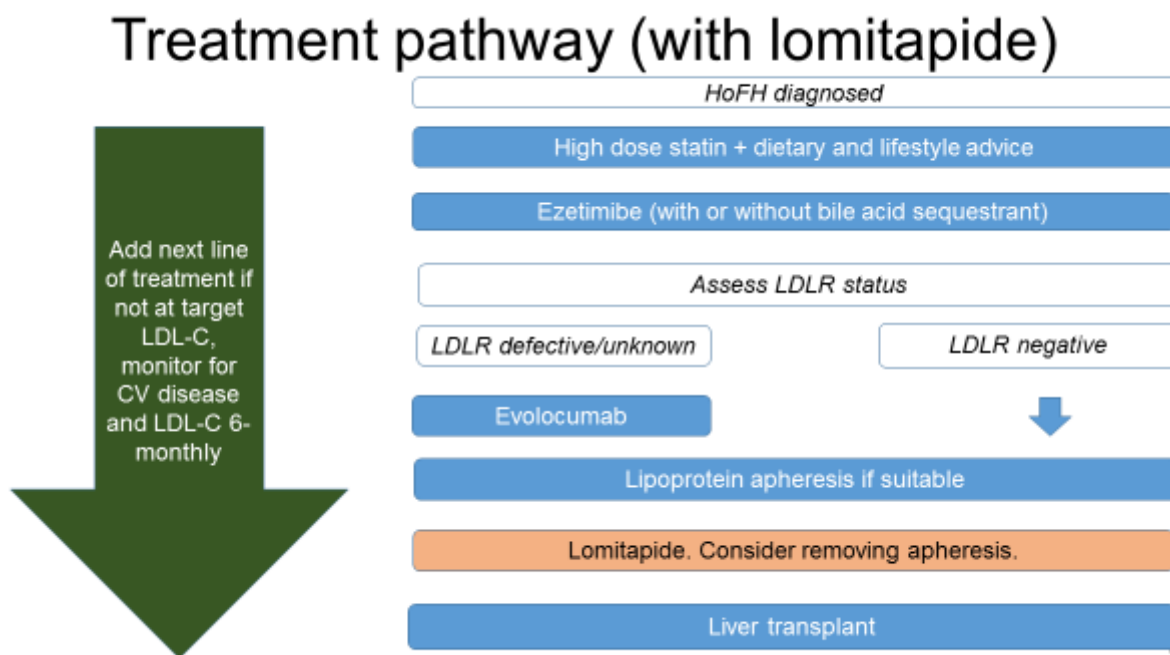 Treatment pathway (with lomitapide)
HoFH diagnosed
High dose statin + dietary and lifestyle advice
Ezetimibe (with or without bile acid sequestrant)
Assess LDLR status
LDLR defective/unknown
LDLR negative
Evolocumab
Lipoprotein apheresis if suitable
Lomitapide. Consider removing apheresis.
Liver transplant
Add next line
of treatment if
not at target
LDL-C,
monitor for
CV disease
and LDL-C 6-
monthly